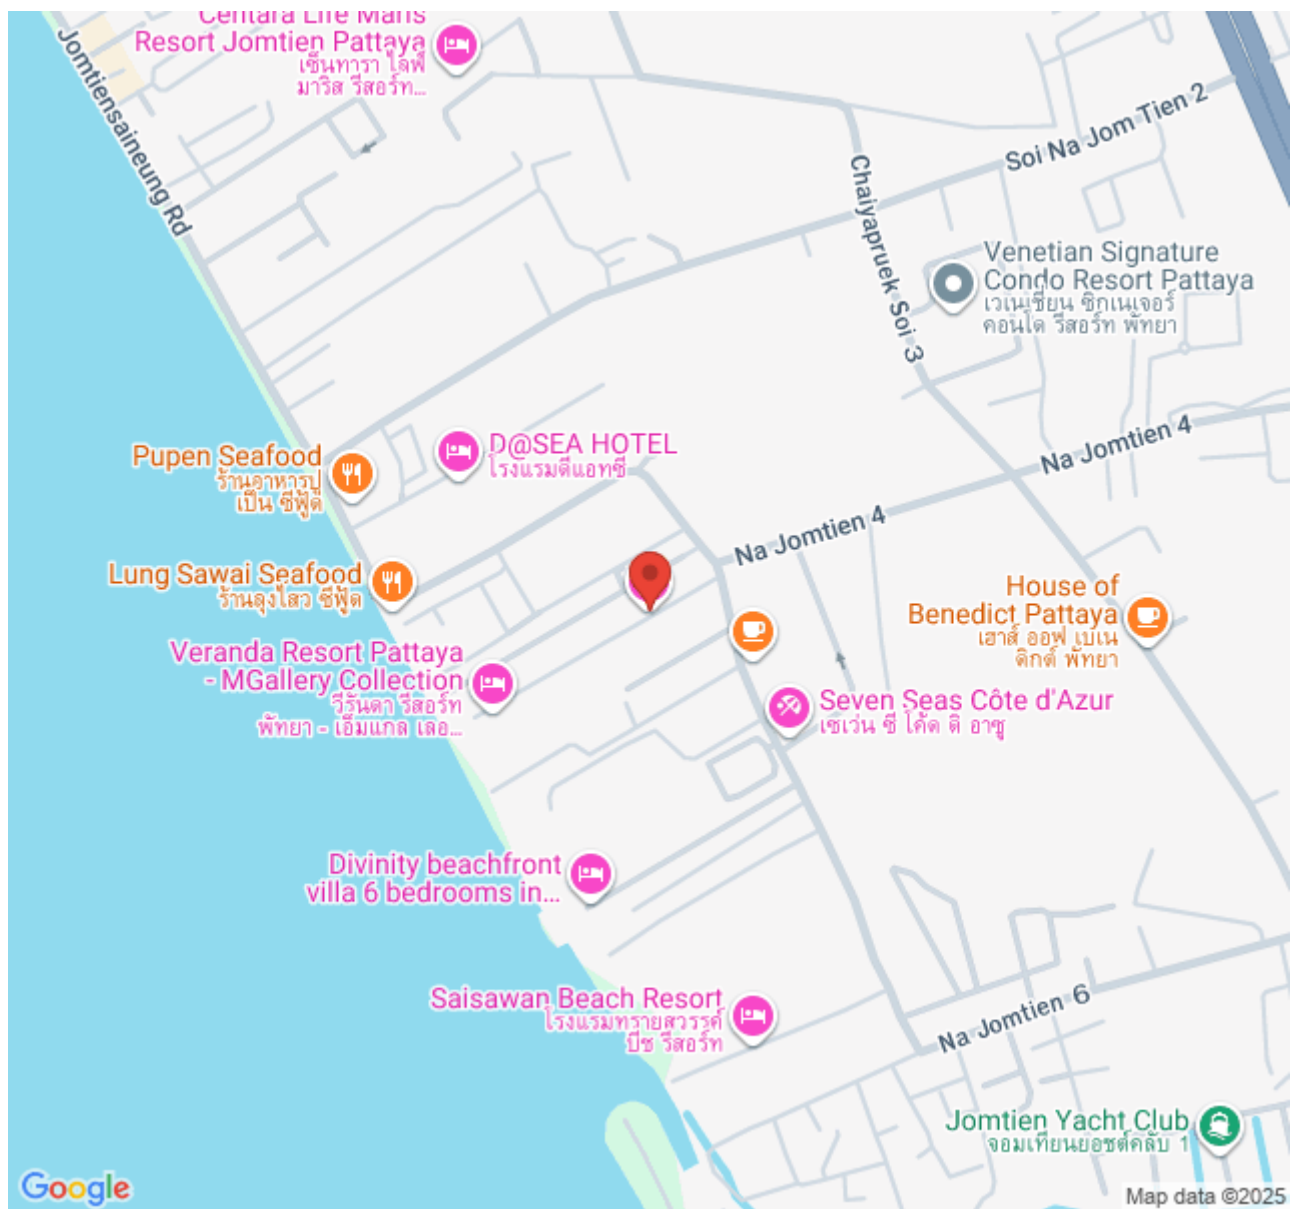 Centara Life Maris
Resort Jomtien Pattaya
เซ็นทารา ไลฟ์
มาริส รีสอร์ท...
Jomtiensaineung Rd
Soi Na Jom Tien 2
Chaiyapruek Soi 3
Venetian Signature
Condo Resort Pattaya
เวเนเชี่ยน ซิกเนเจอร์
คอนโด รีสอร์ท พัทยา
Na Jomtien 4
D@SEA HOTEL
โรงแรมดีแอทซี
Pupen Seafood
ร้านอาหารปู
เป็น ซีฟู้ด
Na Jomtien 4
Lung Sawai Seafood
ร้านลุงไสว ซีฟู้ด
House of
Benedict Pattaya
เฮาส์ ออฟ เบเน
ดิกต์ พัทยา
Veranda Resort Pattaya
- MGallery Collection
วีรันดา รีสอร์ท
พัทยา - เอ็มแกล เลอ...
Seven Seas Côte d'Azur
เซเว่น ซี โค้ด ดิ อาซู
Divinity beachfront
villa 6 bedrooms in...
Saisawan Beach Resort
โรงแรมทรายสวรรค์
บีช รีสอร์ท
Na Jomtien 6
Jomtien Yacht Club
จอมเทียนยอชต์คลับ 1
Google
Map data ©2025